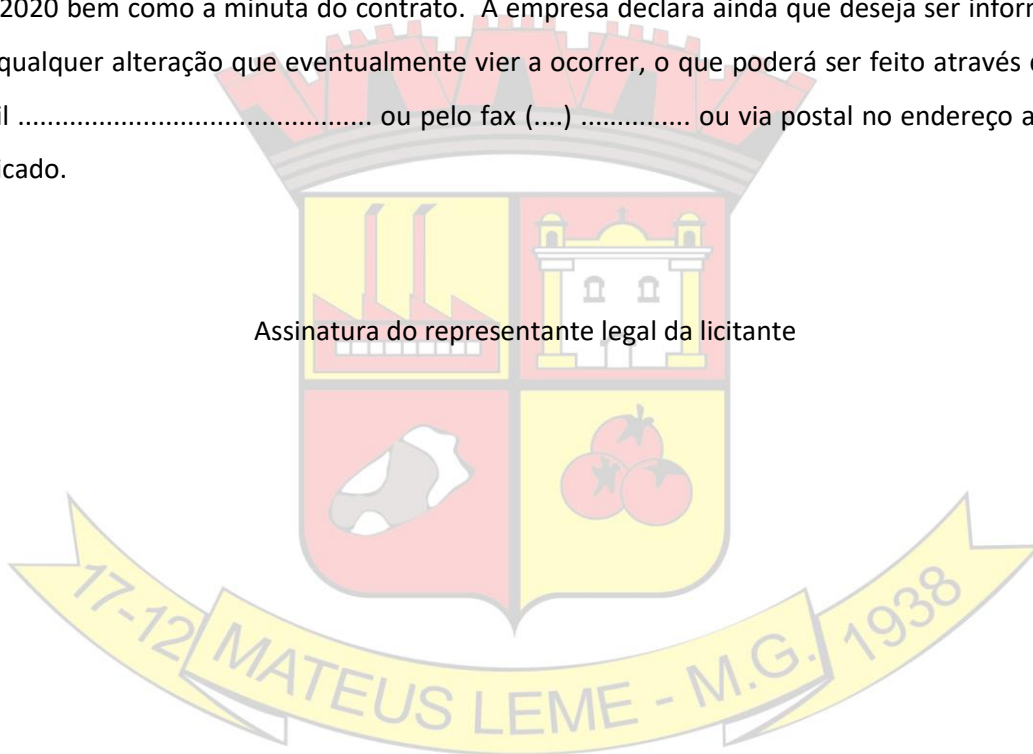 2020 bem como a minuta do contrato. A empresa declara ainda que deseja ser inform
qualquer alteração que eventualmente vier a ocorrer, o que poderá ser feito através
il ................................................ ou pelo fax (....) ............... ou via postal no endereço a
icado.
Assinatura do representante legal da licitante
17-12 MATEUS LEME - M.G. 1938